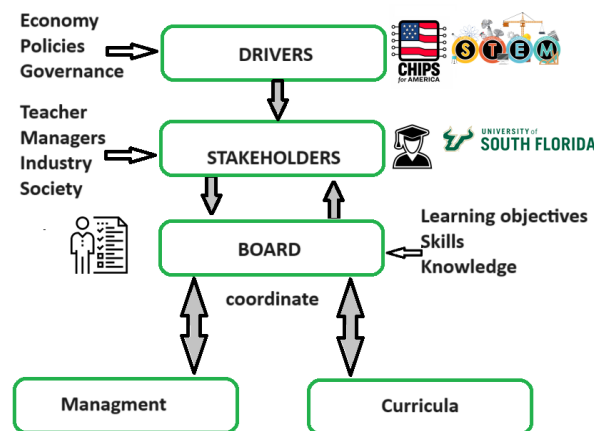 Economy
Policies
Governance
DRIVERS
CHIPS
for AMERICA
STEM
Teacher
Managers
Industry
Society
STAKEHOLDERS
UNIVERSITY of
SOUTH FLORIDA
BOARD
Learning objectives
Skills
Knowledge
coordinate
Managment
Curricula